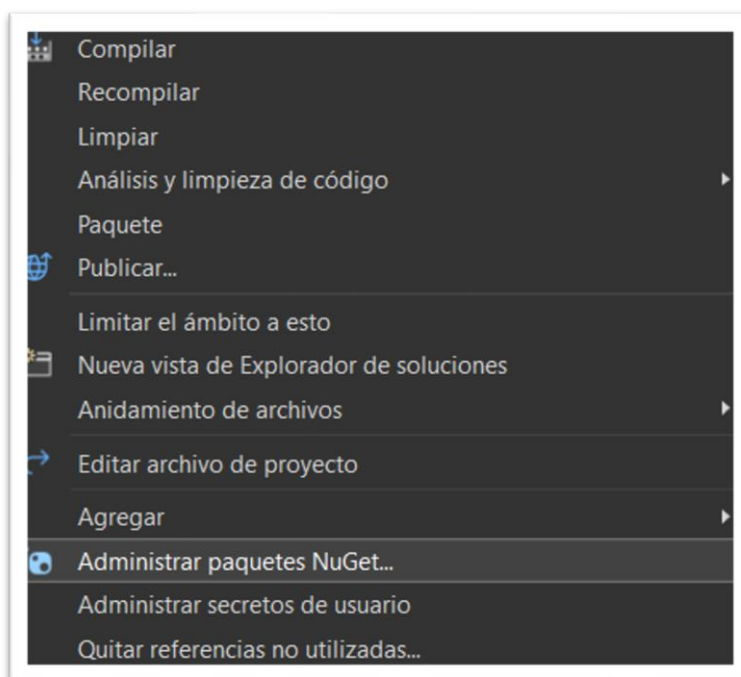 Compilar
Recompilar
Limpiar
Análisis y limpieza de código
Paquete
Publicar...
Limitar el ámbito a esto
Nueva vista de Explorador de soluciones
Anidamiento de archivos
Editar archivo de proyecto
Agregar
Administrar paquetes NuGet...
Administrar secretos de usuario
Quitar referencias no utilizadas...